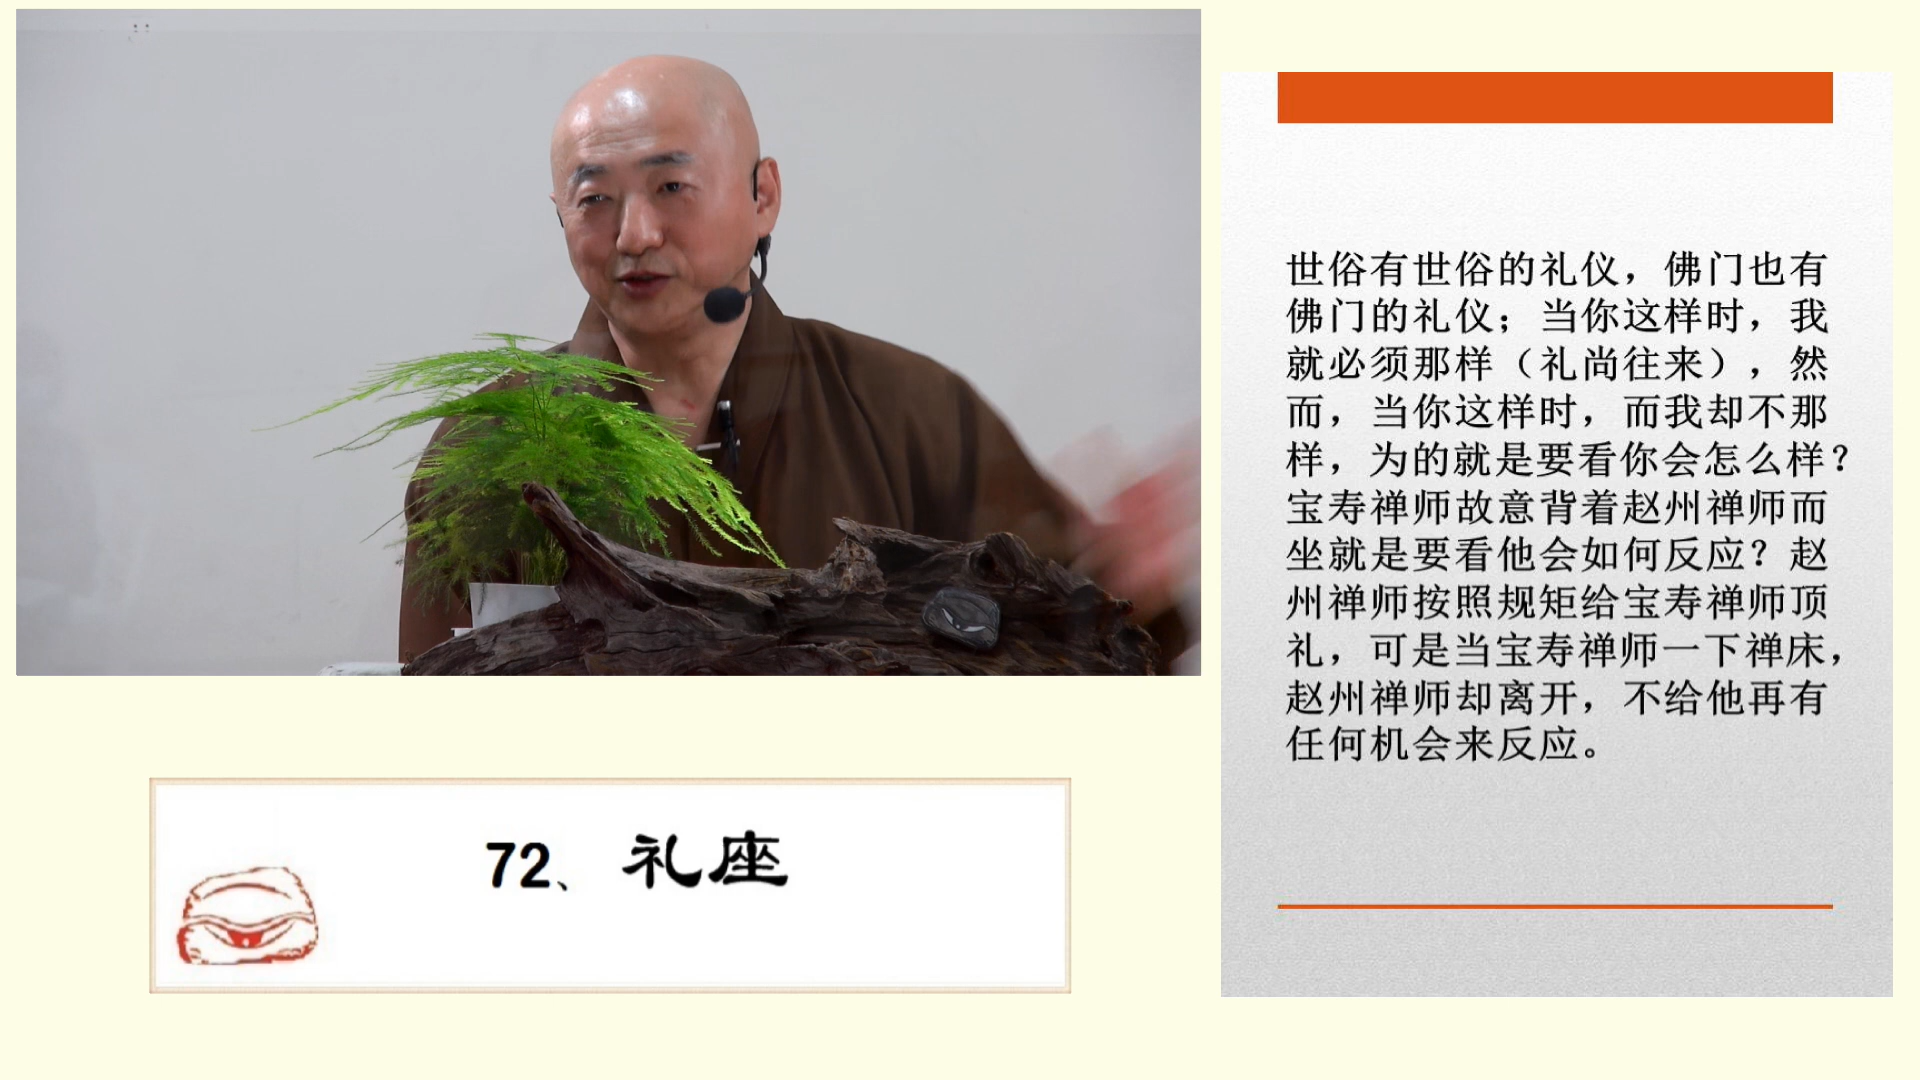 世俗有世俗的礼仪，佛门也有
佛门的礼仪；当你这样时，我
就必须那样（礼尚往来），然
而，当你这样时，而我却不那
样，为的就是要看你会怎么样？
宝寿禅师故意背着赵州禅师而
坐就是要看他会如何反应？赵
州禅师按照规矩给宝寿禅师顶
礼，可是当宝寿禅师一下禅床，
赵州禅师却离开，不给他再有
任何机会来反应。
72、礼座